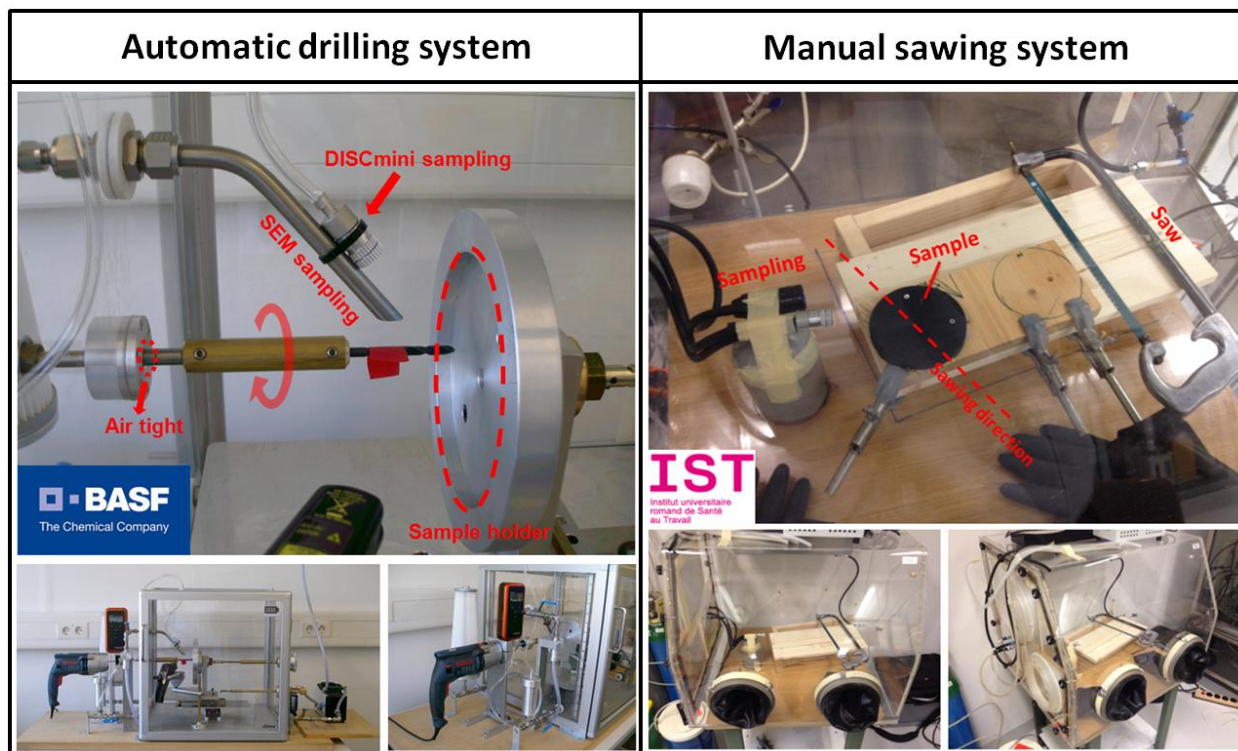 Automatic drilling system
Manual sawing system
DISCmini sampling
SEM sampling
Air tight
Sample holder
BASF
The Chemical Company
Saw
Sample
Sampling
Sawing direction
IST
Institut universitaire
romand de Santé
au Travail